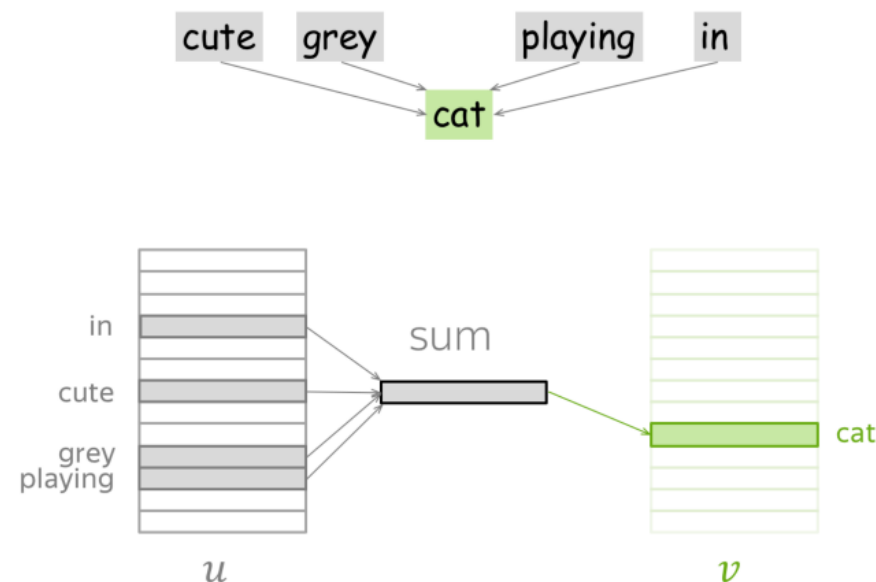 cute grey playing in
cat
in
sum
cute
cat
grey
playing
u
v